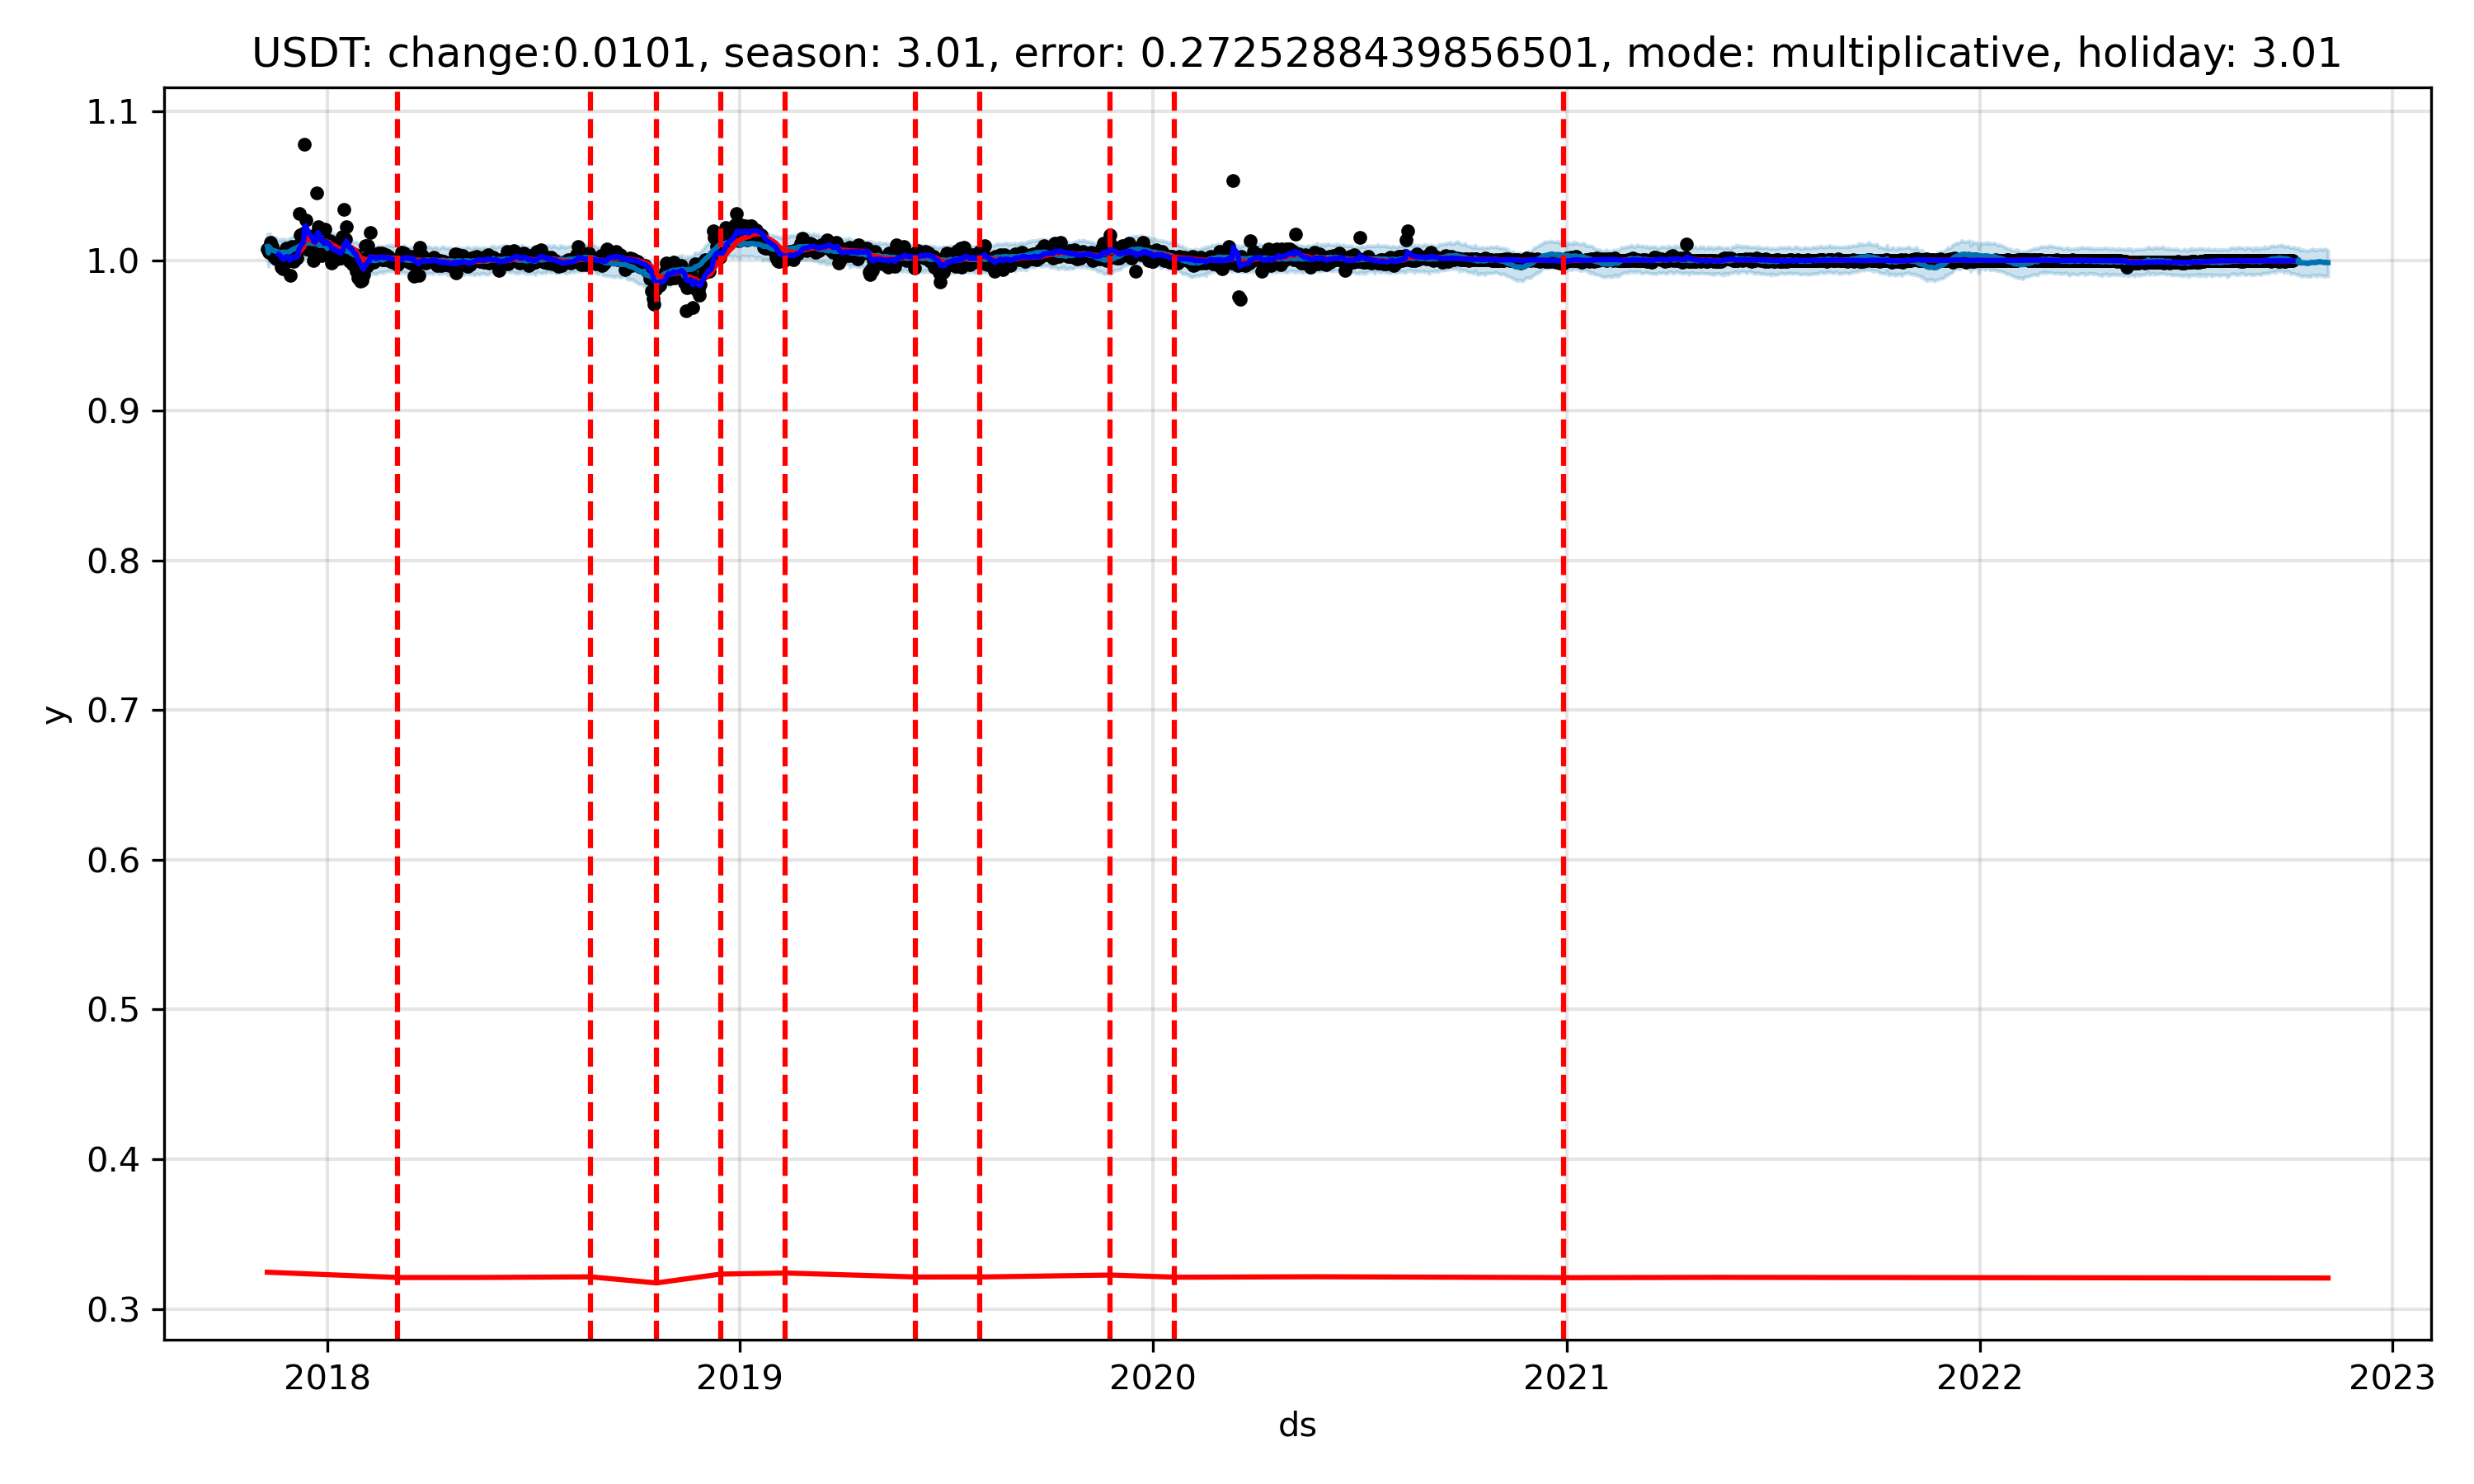 USDT: change:0.0101, season: 3.01, error: 0.2725288439856501, mode: multiplicative, holiday: 3.01
1.1
1.0
0.9
0.8
0.7
0.6
0.5
0.4
0.3
y
2018 2019 2020 2021 2022 2023
ds